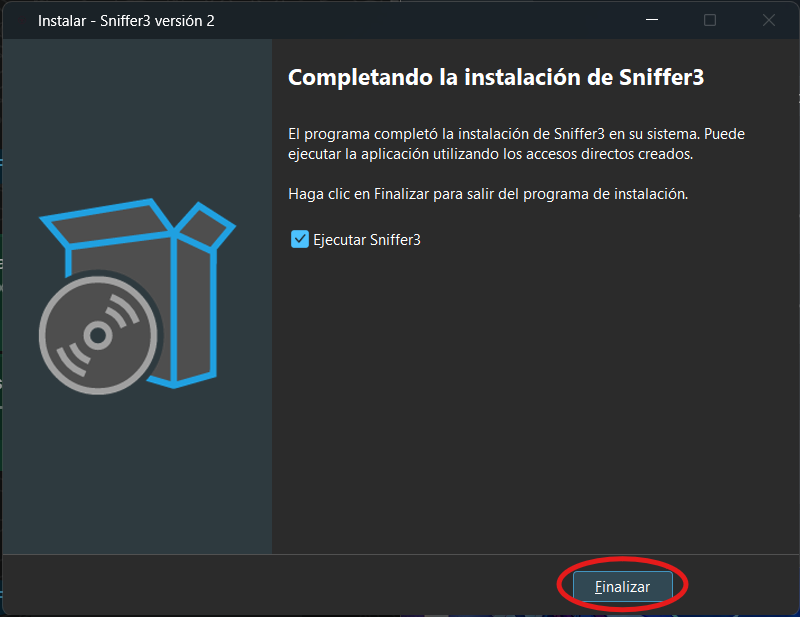 Instalar - Sniffer3 versión 2
Completando la instalación de Sniffer3
El programa completó la instalación de Sniffer3 en su sistema. Puede
ejecutar la aplicación utilizando los accesos directos creados.
Haga clic en Finalizar para salir del programa de instalación.
Ejecutar Sniffer3
Finalizar